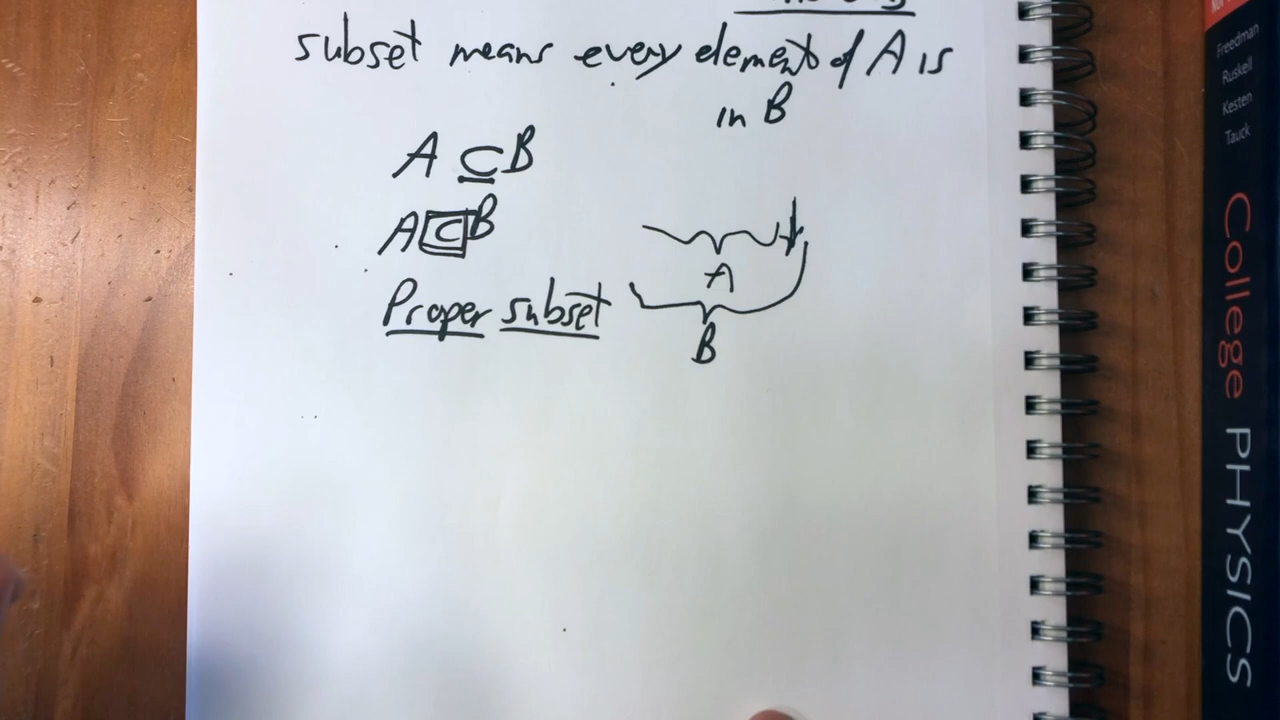 subset means every element of A is
in B
A ⊆ B
A ⊂ B
A
Proper subset
B
Freedman
Ruskell
Kesten
Tauck
College PHYSICS